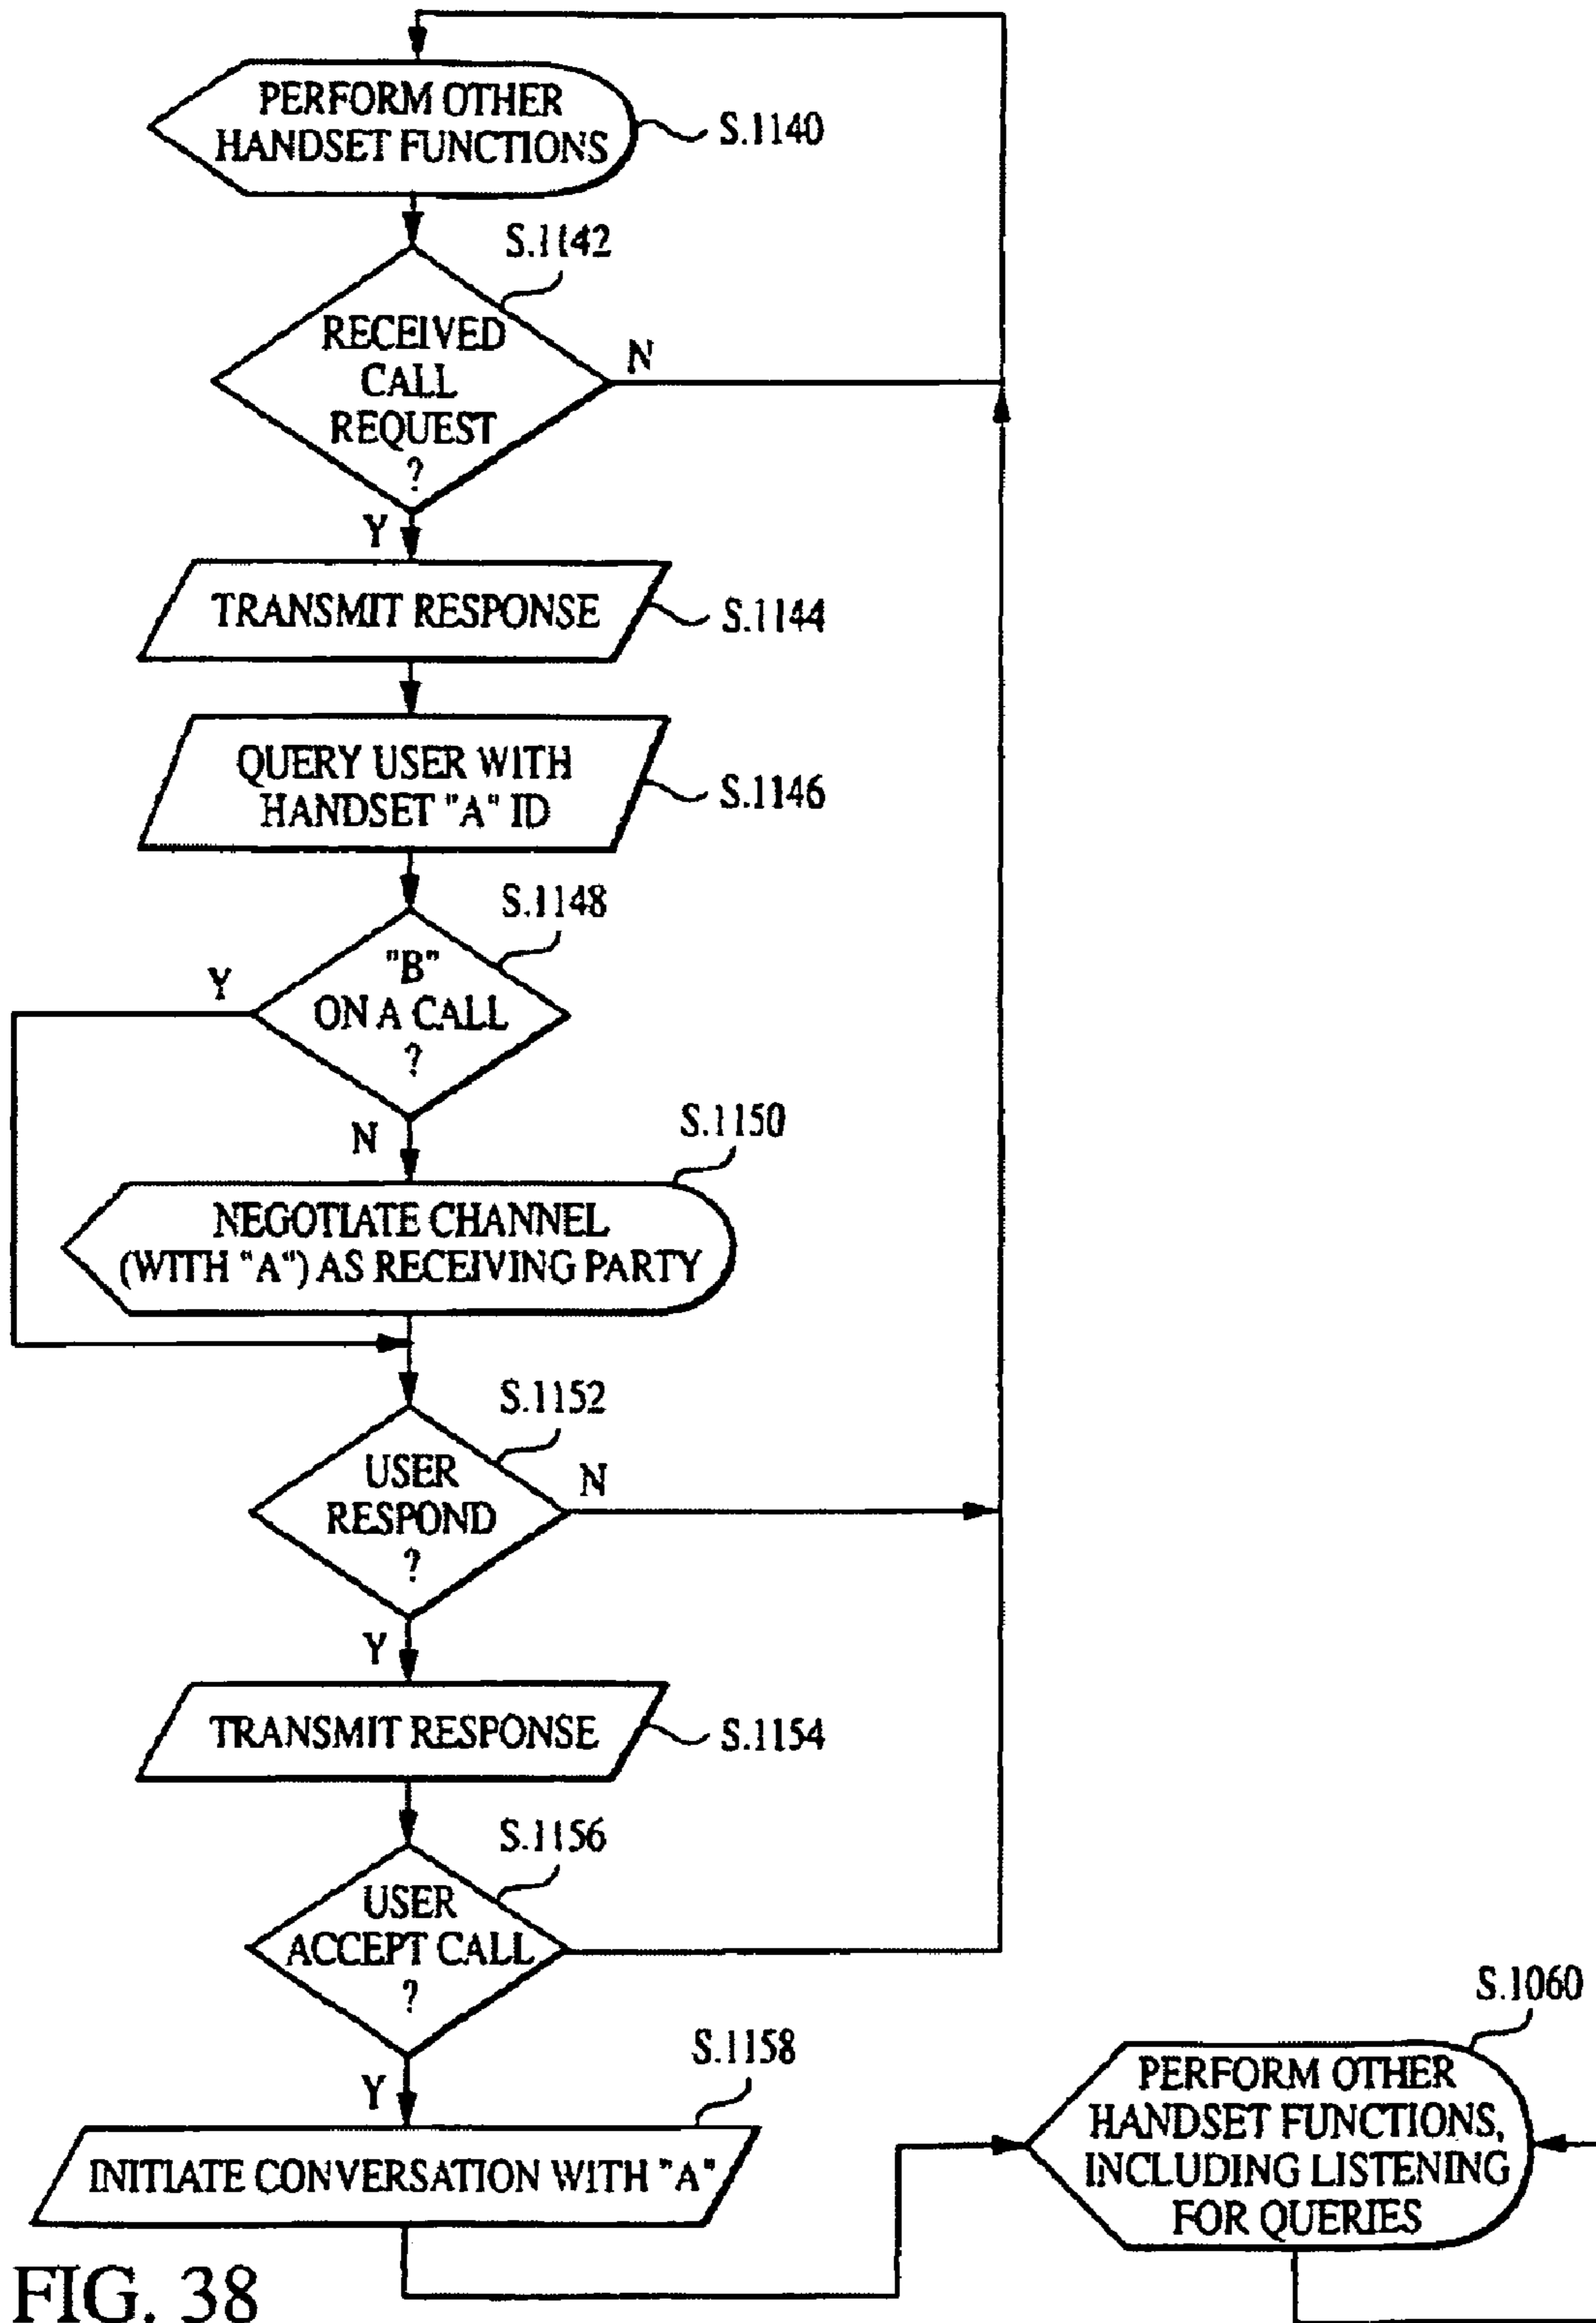 PERFORM OTHER
HANDSET FUNCTIONS
S.1140
S.1142
RECEIVED
CALL
REQUEST
?
N
Y
TRANSMIT RESPONSE
S.1144
QUERY USER WITH
HANDSET "A" ID
S.1146
S.1148
"B"
ON A CALL
?
Y
N
S.1150
NEGOTIATE CHANNEL
(WITH "A") AS RECEIVING PARTY
S.1152
USER
RESPOND
?
N
Y
TRANSMIT RESPONSE
S.1154
S.1156
USER
ACCEPT CALL
?
Y
S.1158
INITIATE CONVERSATION WITH "A"
S.1060
PERFORM OTHER
HANDSET FUNCTIONS,
INCLUDING LISTENING
FOR QUERIES
FIG. 38